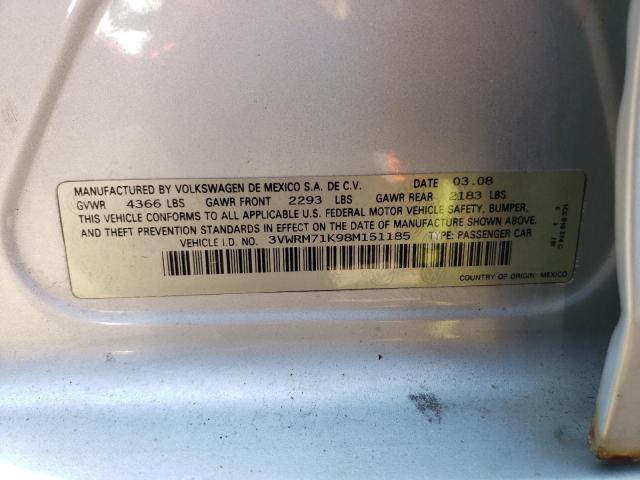 MANUFACTURED BY VOLKSWAGEN DE MEXICO S.A. DE C.V. DATE 03.08
GVWR 4366 LBS GAWR FRONT 2293 LBS GAWR REAR 2183 LBS
THIS VEHICLE CONFORMS TO ALL APPLICABLE U.S. FEDERAL MOTOR VEHICLE SAFETY, BUMPER,
AND THEFT PREVENTION STANDARDS IN EFFECT ON THE DATE OF MANUFACTURE SHOWN ABOVE.
VEHICLE I.D. NO. 3VWRM71K98M151185 TYPE: PASSENGER CAR
COUNTRY OF ORIGIN: MEXICO